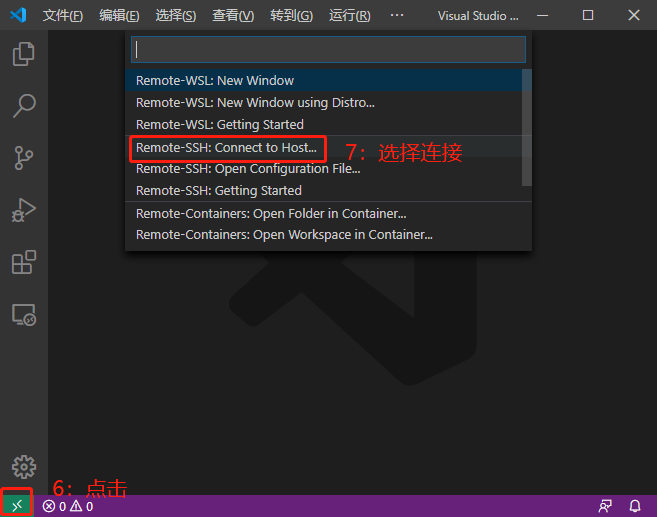 文件(F) 编辑(E) 选择(S) 查看(V) 转到(G) 运行(R) ··· Visual Studio ...
Remote-WSL: New Window
Remote-WSL: New Window using Distro...
Remote-WSL: Getting Started
Remote-SSH: Connect to Host... 7：选择连接
Remote-SSH: Open Configuration File...
Remote-SSH: Getting Started
Remote-Containers: Open Folder in Container...
Remote-Containers: Open Workspace in Container...
6：点击
0 0